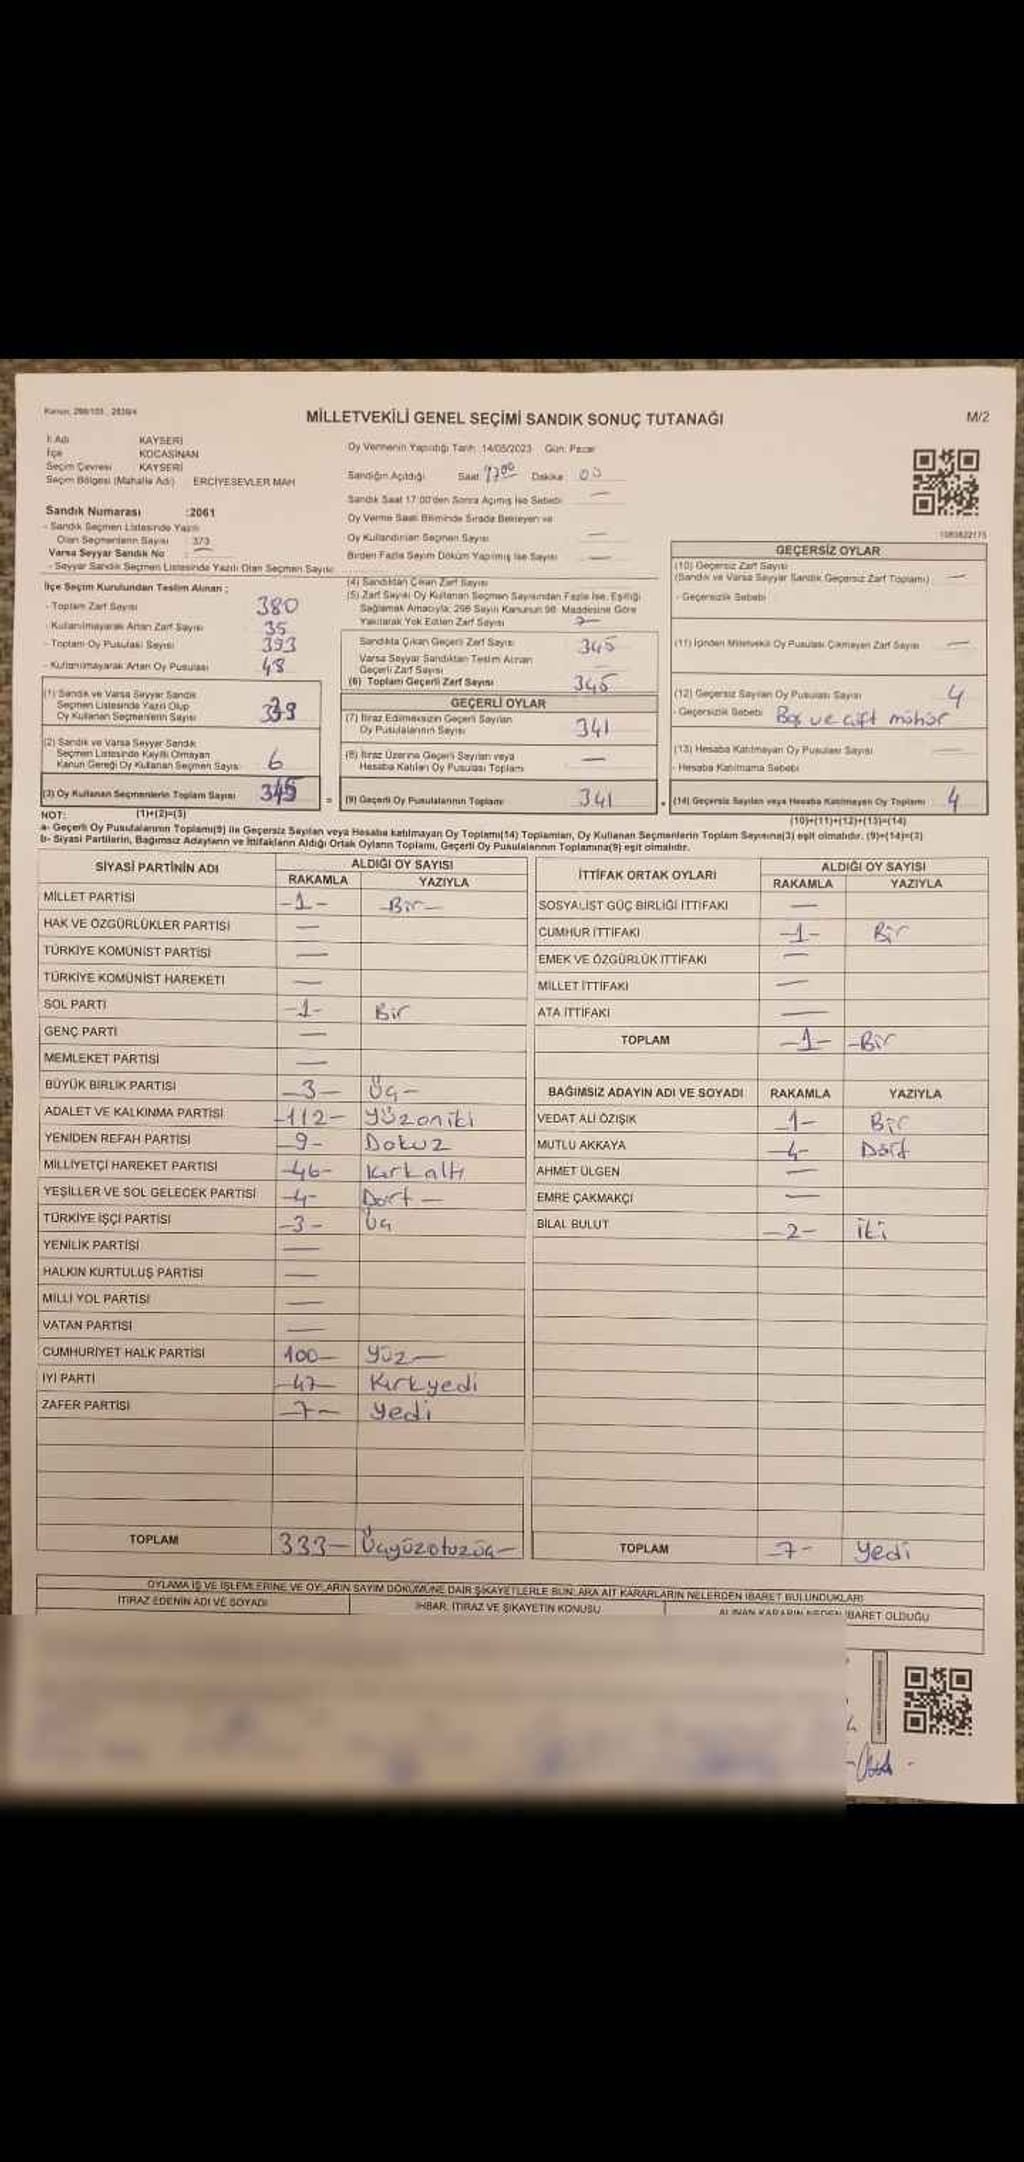 Kanun: 298/105 , 2839/4
MİLLETVEKİLİ GENEL SEÇİMİ SANDIK SONUÇ TUTANAĞI
M/2
İl Adı KAYSERİ
İlçe KOCASİNAN
Seçim Çevresi KAYSERİ
Seçim Bölgesi (Mahalle Adı) ERCİYESEVLER MAH
Sandık Numarası :2061
- Sandık Seçmen Listesinde Yazılı
Olan Seçmenlerin Sayısı : 373
Varsa Seyyar Sandık No : —
- Seyyar Sandık Seçmen Listesinde Yazılı Olan Seçmen Sayısı:
İlçe Seçim Kurulundan Teslim Alınan ;
- Toplam Zarf Sayısı 380
- Kullanılmayarak Artan Zarf Sayısı 35
- Toplam Oy Pusulası Sayısı 393
- Kullanılmayarak Artan Oy Pusulası 48
(1) Sandık ve Varsa Seyyar Sandık
Seçmen Listesinde Yazılı Olup
Oy Kullanan Seçmenlerin Sayısı 339
(2) Sandık ve Varsa Seyyar Sandık
Seçmen Listesinde Kayıtlı Olmayan
Kanun Gereği Oy Kullanan Seçmen Sayısı 6
(3) Oy Kullanan Seçmenlerin Toplam Sayısı 345
Oy Vermenin Yapıldığı Tarih: 14/05/2023 Gün: Pazar
Sandığın Açıldığı Saat 17:00 Dakika 00
Sandık Saat 17:00'den Sonra Açılmış İse Sebebi —
Oy Verme Saati Bitiminde Sırada Bekleyen ve
Oy Kullandırılan Seçmen Sayısı —
Birden Fazla Sayım Döküm Yapılmış İse Sayısı —
(4) Sandıktan Çıkan Zarf Sayısı
(5) Zarf Sayısı Oy Kullanan Seçmen Sayısından Fazla İse, Eşitliği
Sağlamak Amacıyla, 298 Sayılı Kanunun 98. Maddesine Göre
Yakılarak Yok Edilen Zarf Sayısı
Sandıkta Çıkan Geçerli Zarf Sayısı 345
Varsa Seyyar Sandıktan Teslim Alınan
Geçerli Zarf Sayısı —
(6) Toplam Geçerli Zarf Sayısı 345
GEÇERLİ OYLAR
(7) İtiraz Edilmeksizin Geçerli Sayılan
Oy Pusulalarının Sayısı 341
(8) İtiraz Üzerine Geçerli Sayılan veya
Hesaba Katılan Oy Pusulası Toplamı —
= (9) Geçerli Oy Pusulalarının Toplamı 341
1083822175
GEÇERSİZ OYLAR
(10) Geçersiz Zarf Sayısı
(Sandık ve Varsa Seyyar Sandık Geçersiz Zarf Toplamı) —
- Geçersizlik Sebebi
(11) İçinden Milletvekili Oy Pusulası Çıkmayan Zarf Sayısı —
(12) Geçersiz Sayılan Oy Pusulası Sayısı 4
- Geçersizlik Sebebi Boş ve çift mühür
(13) Hesaba Katılmayan Oy Pusulası Sayısı —
- Hesaba Katılmama Sebebi
+ (14) Geçersiz Sayılan veya Hesaba Katılmayan Oy Toplamı 4
NOT: (1)+(2)=(3) (10)+(11)+(12)+(13)=(14)
a- Geçerli Oy Pusulalarının Toplamı(9) ile Geçersiz Sayılan veya Hesaba katılmayan Oy Toplamı(14) Toplamları, Oy Kullanan Seçmenlerin Toplam Sayısına(3) eşit olmalıdır. (9)+(14)=(3)
b- Siyasi Partilerin, Bağımsız Adayların ve İttifakların Aldığı Ortak Oyların Toplamı, Geçerli Oy Pusulalarının Toplamına(9) eşit olmalıdır.
SİYASİ PARTİNİN ADI ALDIĞI OY SAYISI
RAKAMLA YAZIYLA
MİLLET PARTİSİ -1- -Bir-
HAK VE ÖZGÜRLÜKLER PARTİSİ —
TÜRKİYE KOMÜNİST PARTİSİ —
TÜRKİYE KOMÜNİST HAREKETİ —
SOL PARTİ -1- Bir
GENÇ PARTİ —
MEMLEKET PARTİSİ —
BÜYÜK BİRLİK PARTİSİ -3- Üç-
ADALET VE KALKINMA PARTİSİ -112- Yüzoniki
YENİDEN REFAH PARTİSİ -9- Dokuz
MİLLİYETÇİ HAREKET PARTİSİ -46- Kırkaltı
YEŞİLLER VE SOL GELECEK PARTİSİ -4- Dört —
TÜRKİYE İŞÇİ PARTİSİ -3- Üç
YENİLİK PARTİSİ —
HALKIN KURTULUŞ PARTİSİ —
MİLLİ YOL PARTİSİ —
VATAN PARTİSİ —
CUMHURİYET HALK PARTİSİ 100— Yüz—
İYİ PARTİ -47- Kırkyedi
ZAFER PARTİSİ -7- Yedi
TOPLAM 333- Üçyüzotuzüç-
İTTİFAK ORTAK OYLARI ALDIĞI OY SAYISI
RAKAMLA YAZIYLA
SOSYALİST GÜÇ BİRLİĞİ İTTİFAKI —
CUMHUR İTTİFAKI -1- Bir
EMEK VE ÖZGÜRLÜK İTTİFAKI —
MİLLET İTTİFAKI —
ATA İTTİFAKI —
TOPLAM -1- -Bir
BAĞIMSIZ ADAYIN ADI VE SOYADI RAKAMLA YAZIYLA
VEDAT ALİ ÖZIŞIK -1- Bir
MUTLU AKKAYA -4- Dört
AHMET ÜLGEN —
EMRE ÇAKMAKÇI —
BİLAL BULUT -2- İki
TOPLAM -7- Yedi
OYLAMA İŞ VE İŞLEMLERİNE VE OYLARIN SAYIM DÖKÜMÜNE DAİR ŞİKAYETLERLE BUNLARA AİT KARARLARIN NELERDEN İBARET BULUNDUKLARI
İTİRAZ EDENİN ADI VE SOYADI İHBAR, İTİRAZ VE ŞİKAYETİN KONUSU ALINAN KARARIN NEDEN İBARET OLDUĞU